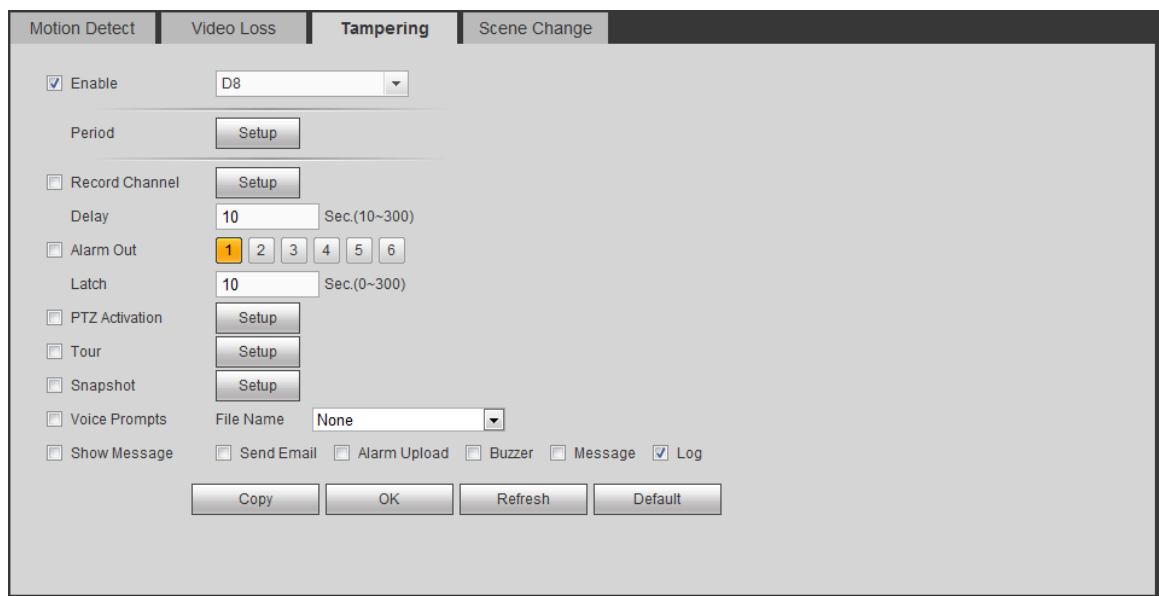 Motion Detect Video Loss Tampering Scene Change
Enable D8
Period Setup
Record Channel Setup
Delay 10 Sec.(10~300)
Alarm Out 1 2 3 4 5 6
Latch 10 Sec.(0~300)
PTZ Activation Setup
Tour Setup
Snapshot Setup
Voice Prompts File Name None
Show Message Send Email Alarm Upload Buzzer Message Log
Copy OK Refresh Default